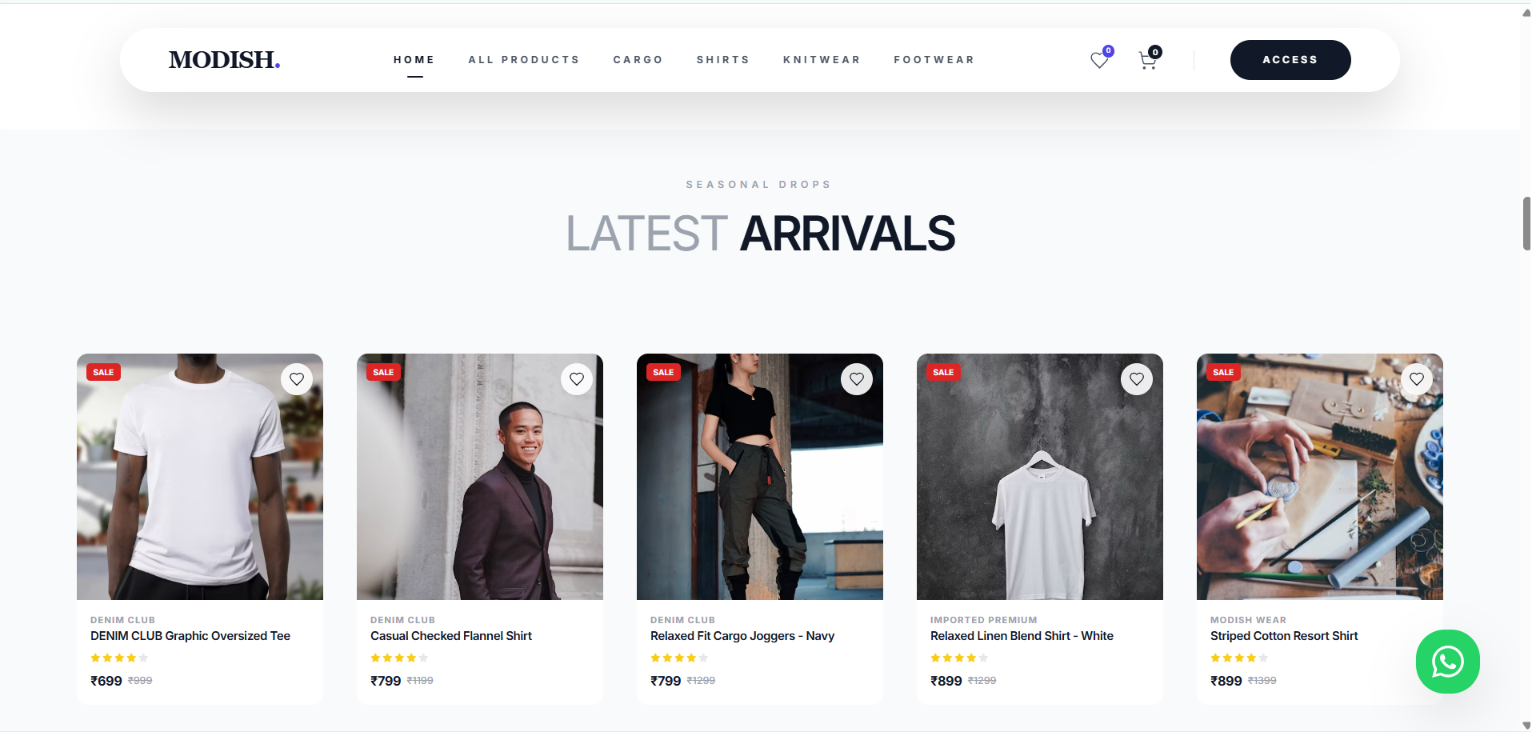 MODISH.
HOME ALL PRODUCTS CARGO SHIRTS KNITWEAR FOOTWEAR
0
0
ACCESS
SEASONAL DROPS
LATEST ARRIVALS
SALE
SALE
SALE
SALE
SALE
DENIM CLUB
DENIM CLUB Graphic Oversized Tee
₹699 ₹999
DENIM CLUB
Casual Checked Flannel Shirt
₹799 ₹1199
DENIM CLUB
Relaxed Fit Cargo Joggers - Navy
₹799 ₹1299
IMPORTED PREMIUM
Relaxed Linen Blend Shirt - White
₹899 ₹1299
MODISH WEAR
Striped Cotton Resort Shirt
₹899 ₹1399